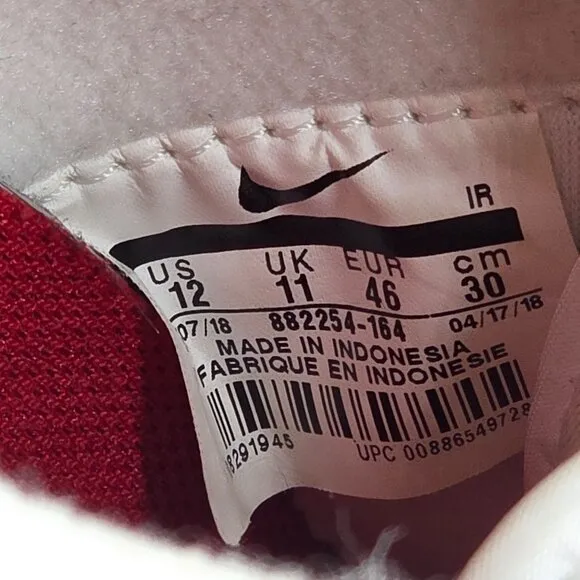 IR
US UK EUR cm
12 11 46 30
07/18 882254-164 04/17/18
MADE IN INDONESIA
FABRIQUE EN INDONESIE
8291945 UPC 00886549728